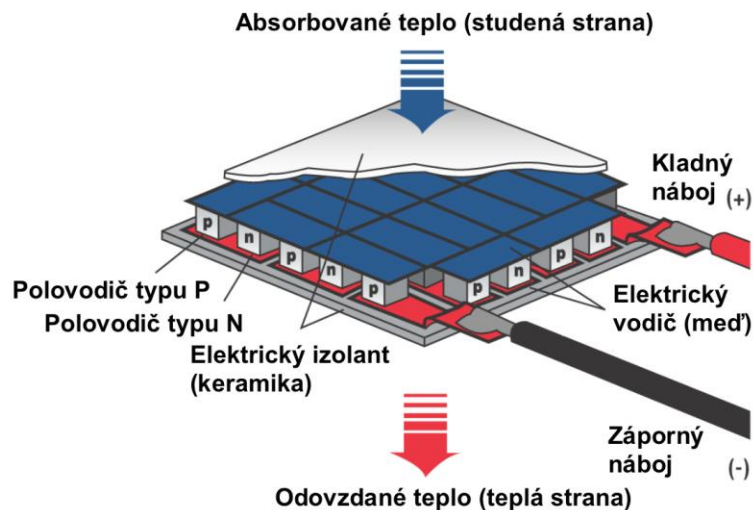 Absorbované teplo (studená strana)
Kladný
náboj (+)
p
n
p
n
p
p
n
p
n
Polovodič typu P
Polovodič typu N
Elektrický izolant
(keramika)
Elektrický
vodič (meď)
Záporný
náboj (-)
Odovzdané teplo (teplá strana)